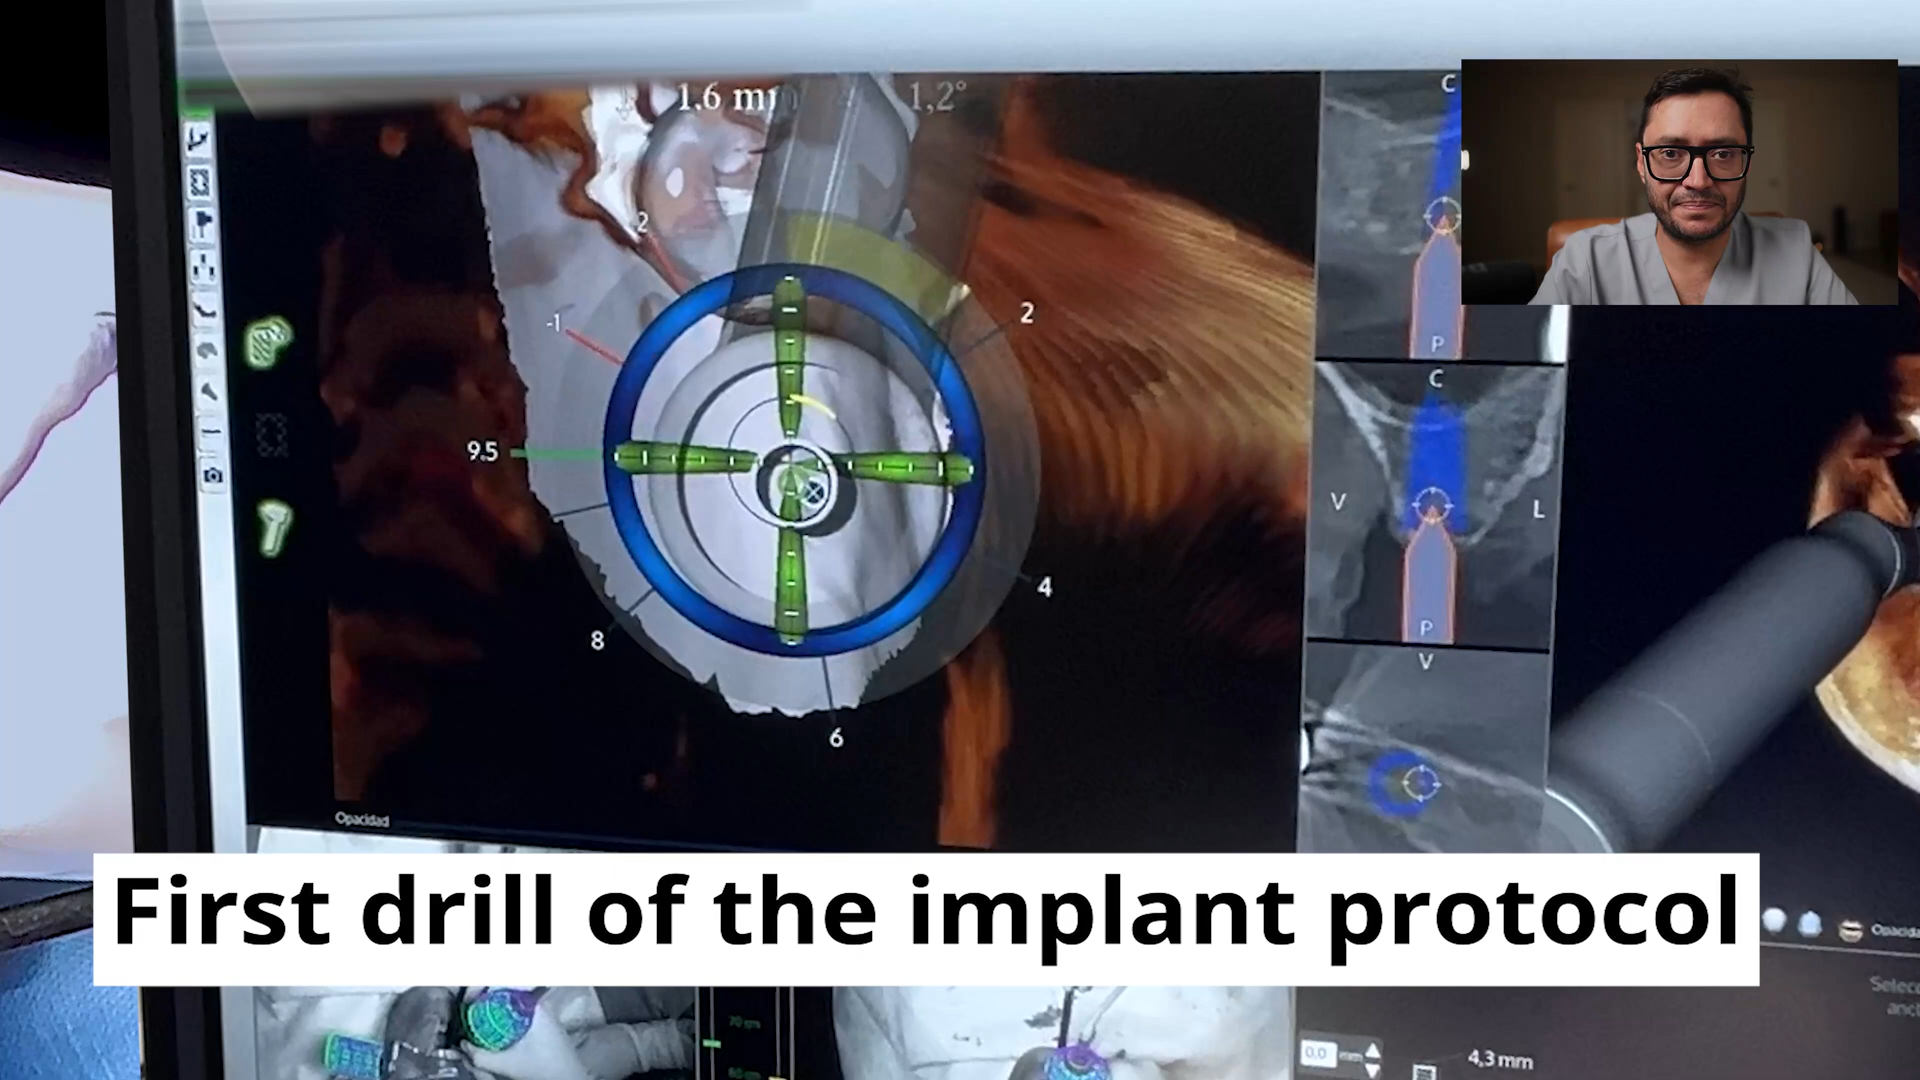 1.6 mm
1,2°
C
2
-1
2
9.5
P
C
V
L
4
P
8
V
6
Opacidad
First drill of the implant protocol
0.0 mm
4.3 mm